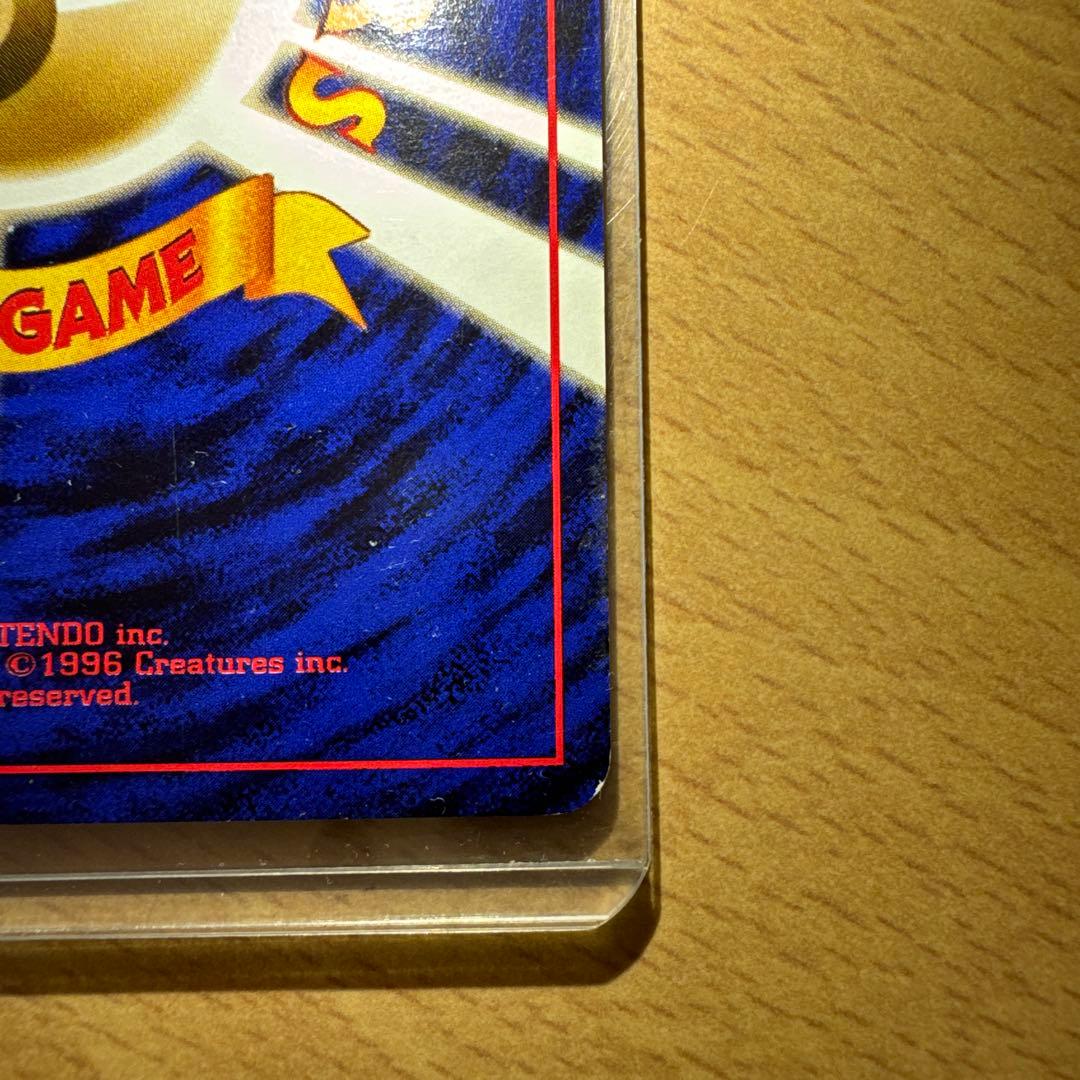 S
GAME
TENDO inc.
©1996 Creatures inc.
reserved.